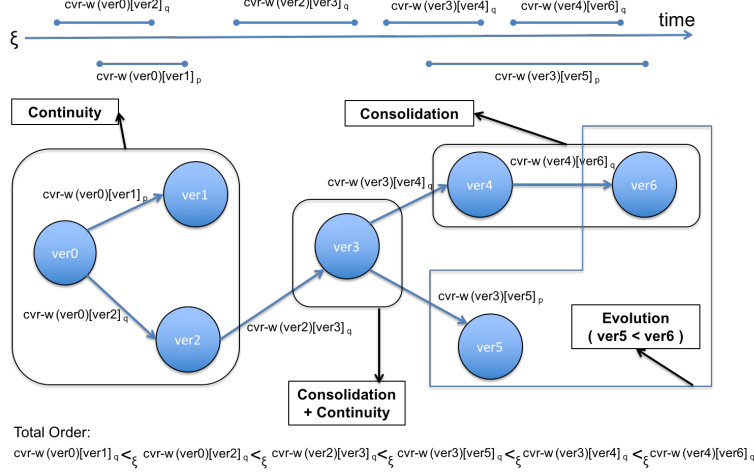 cvr-w (ver0)[ver2] q
cvr-w (ver2)[ver3] q
cvr-w (ver3)[ver4] q
cvr-w (ver4)[ver6] q
time
ξ
cvr-w (ver0)[ver1] p
cvr-w (ver3)[ver5] p
Continuity
Consolidation
cvr-w (ver4)[ver6] q
cvr-w (ver0)[ver1] p
ver1
cvr-w (ver3)[ver4] q
ver4
ver6
ver0
ver3
cvr-w (ver3)[ver5] p
cvr-w (ver0)[ver2] q
cvr-w (ver2)[ver3] q
ver2
ver5
Evolution
( ver5 < ver6 )
Consolidation
+ Continuity
Total Order:
cvr-w (ver0)[ver1] q <ξ cvr-w (ver0)[ver2] q <ξ cvr-w (ver2)[ver3] q <ξ cvr-w (ver3)[ver5] q <ξ cvr-w (ver3)[ver4] q <ξ cvr-w (ver4)[ver6] q